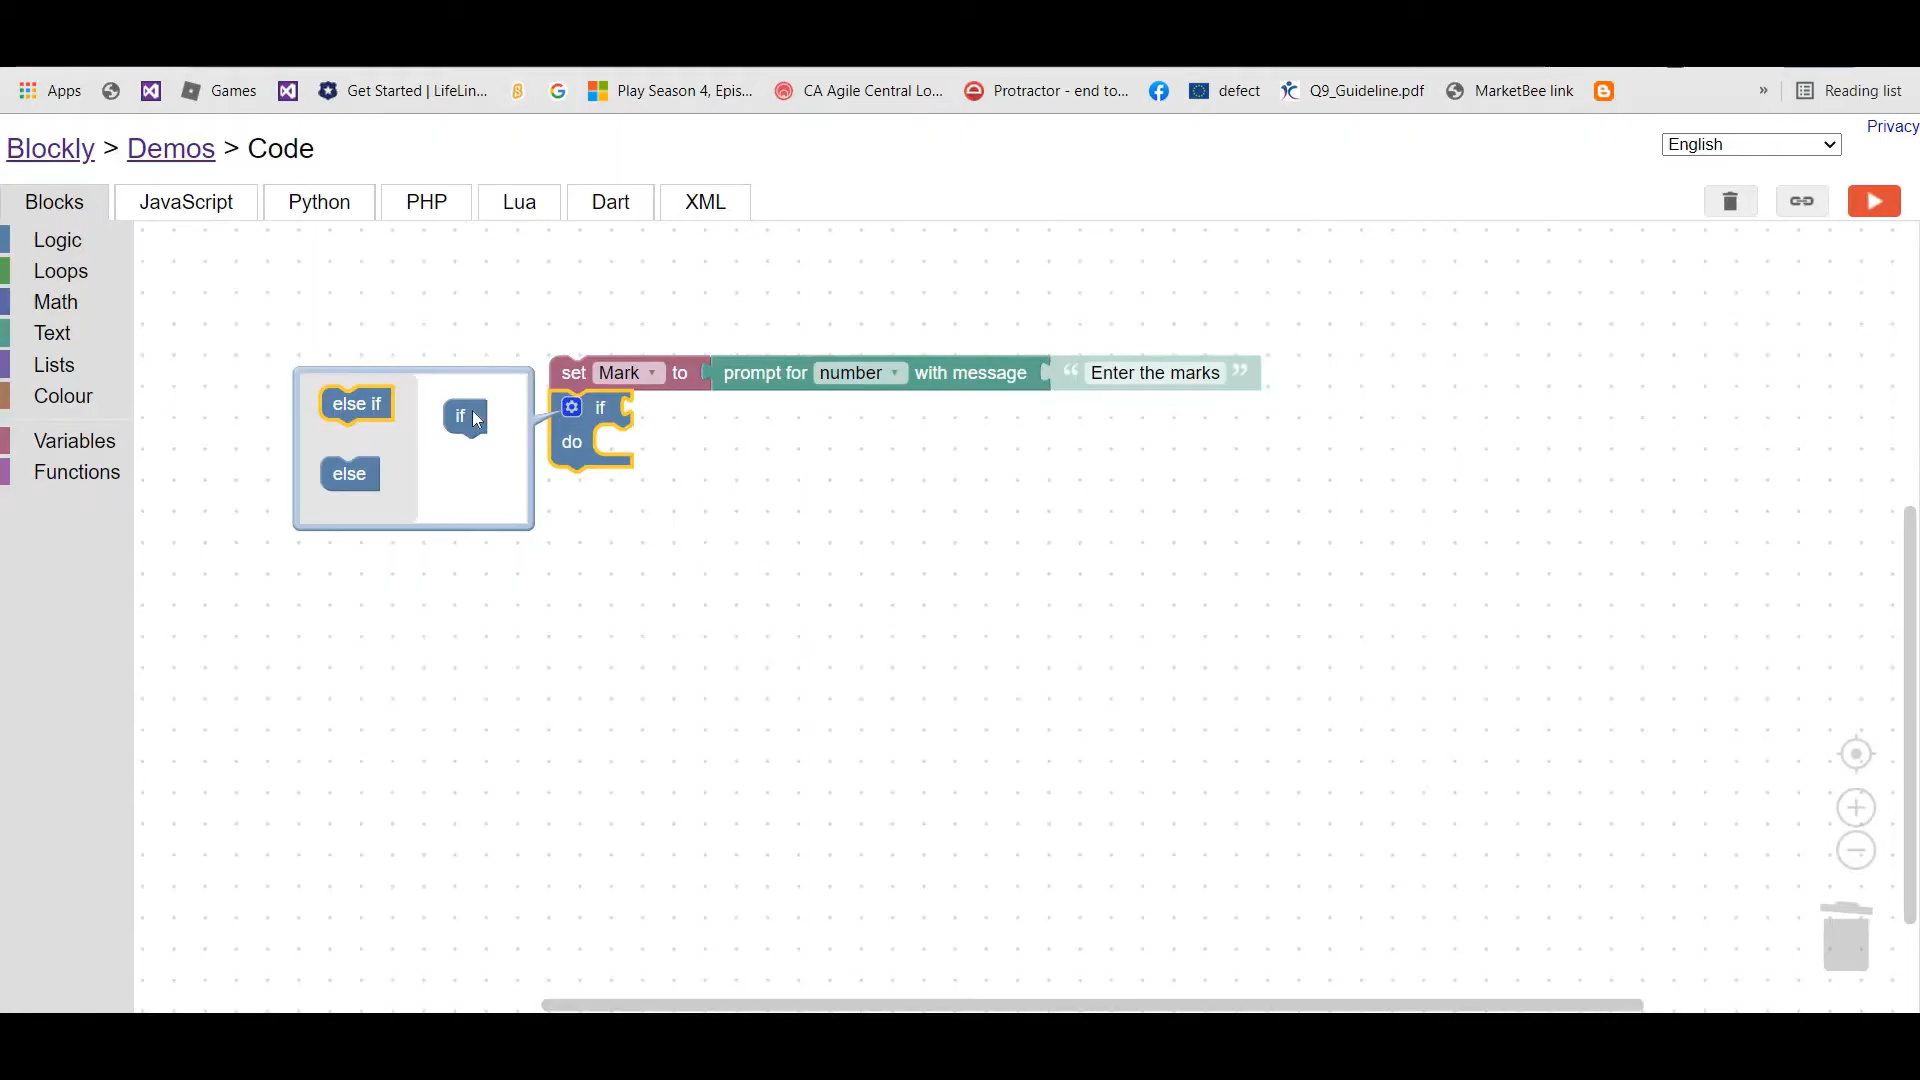 Apps Games Get Started | LifeLin... Play Season 4, Epis... CA Agile Central Lo... Protractor - end to... defect Q9_Guideline.pdf MarketBee link » Reading list
Privacy
Blockly > Demos > Code
English
Blocks JavaScript Python PHP Lua Dart XML
Logic
Loops
Math
Text
Lists
Colour
Variables
Functions
set Mark to prompt for number with message “ Enter the marks ”
else if
if
else
if
do